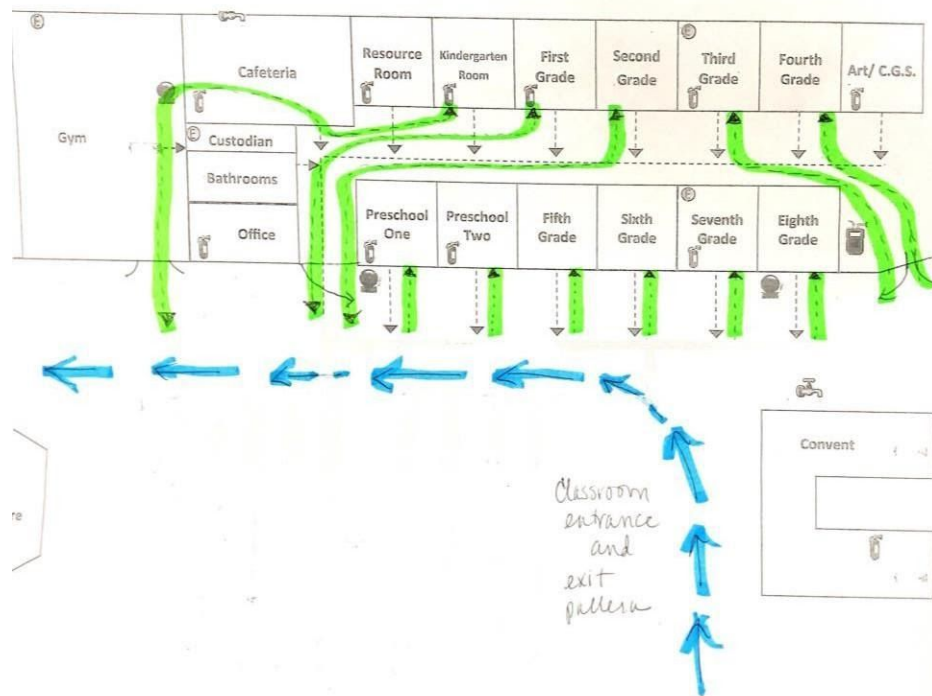 Ⓔ
Resource Room
Kindergarten Room
First Grade
Second Grade
Ⓔ
Third Grade
Fourth Grade
Art/ C.G.S.
Cafeteria
Gym
Ⓔ
Custodian
Bathrooms
Office
Preschool One
Preschool Two
Fifth Grade
Sixth Grade
Ⓔ
Seventh Grade
Eighth Grade
Convent
re
Classroom
entrance
and
exit
pattern